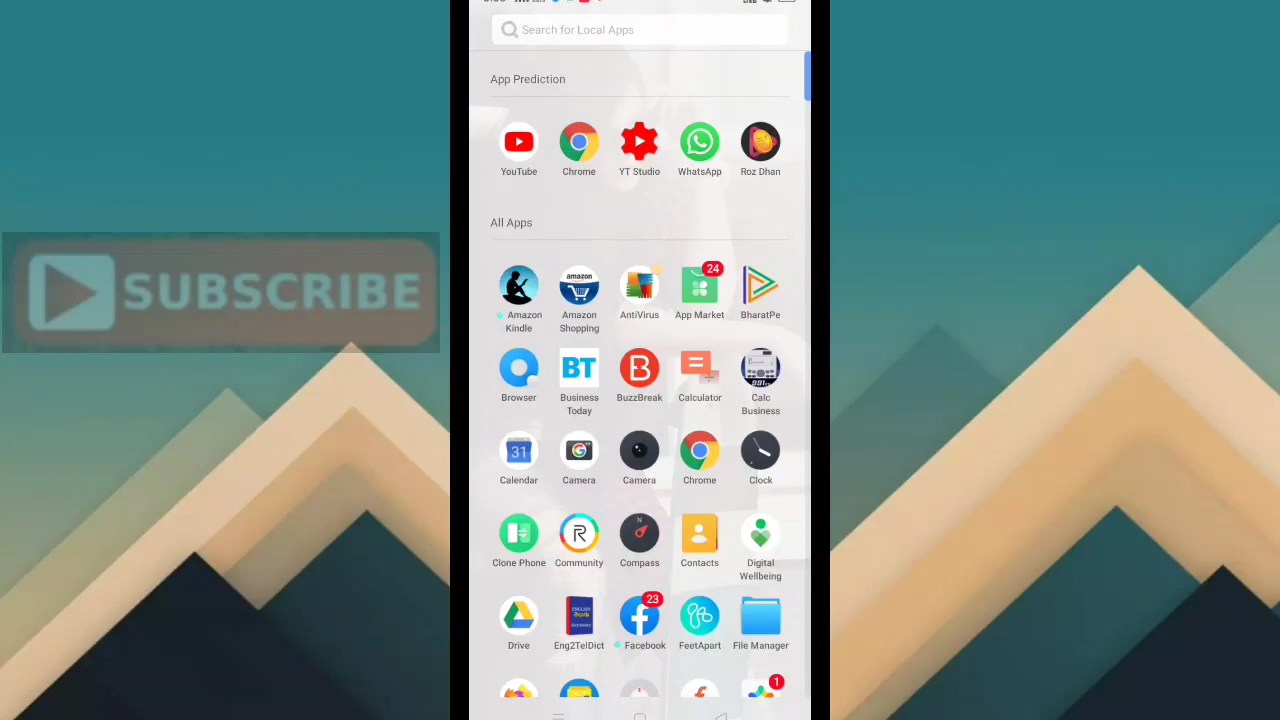 Search for Local Apps
App Prediction
YouTube
Chrome
YT Studio
WhatsApp
Roz Dhan
All Apps
24
amazon
Amazon
Kindle
Amazon
Shopping
AntiVirus
App Market
BharatPe
BT
B
991
Browser
Business
Today
BuzzBreak
Calculator
Calc
Business
31
G
Calendar
Camera
Camera
Chrome
Clock
R
N
Clone Phone
Community
Compass
Contacts
Digital
Wellbeing
23
ENGLISH
Drive
Eng2TelDict
Facebook
FeetApart
File Manager
1
SUBSCRIBE